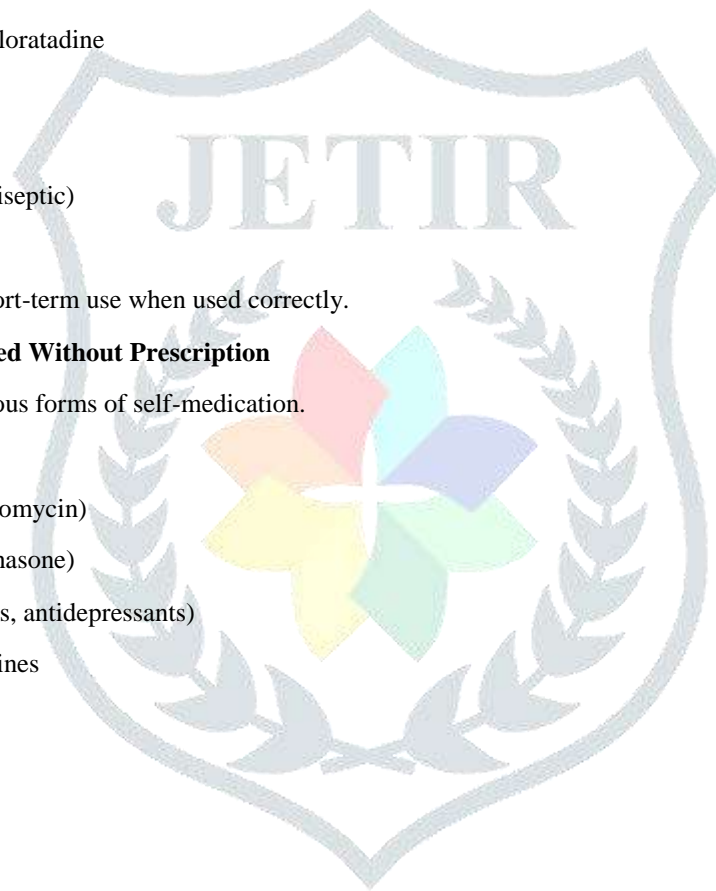 loratadine
JETIR
iseptic)
ort-term use when used correctly.
ed Without Prescription
ous forms of self-medication.
omycin)
nasone)
s, antidepressants)
ines